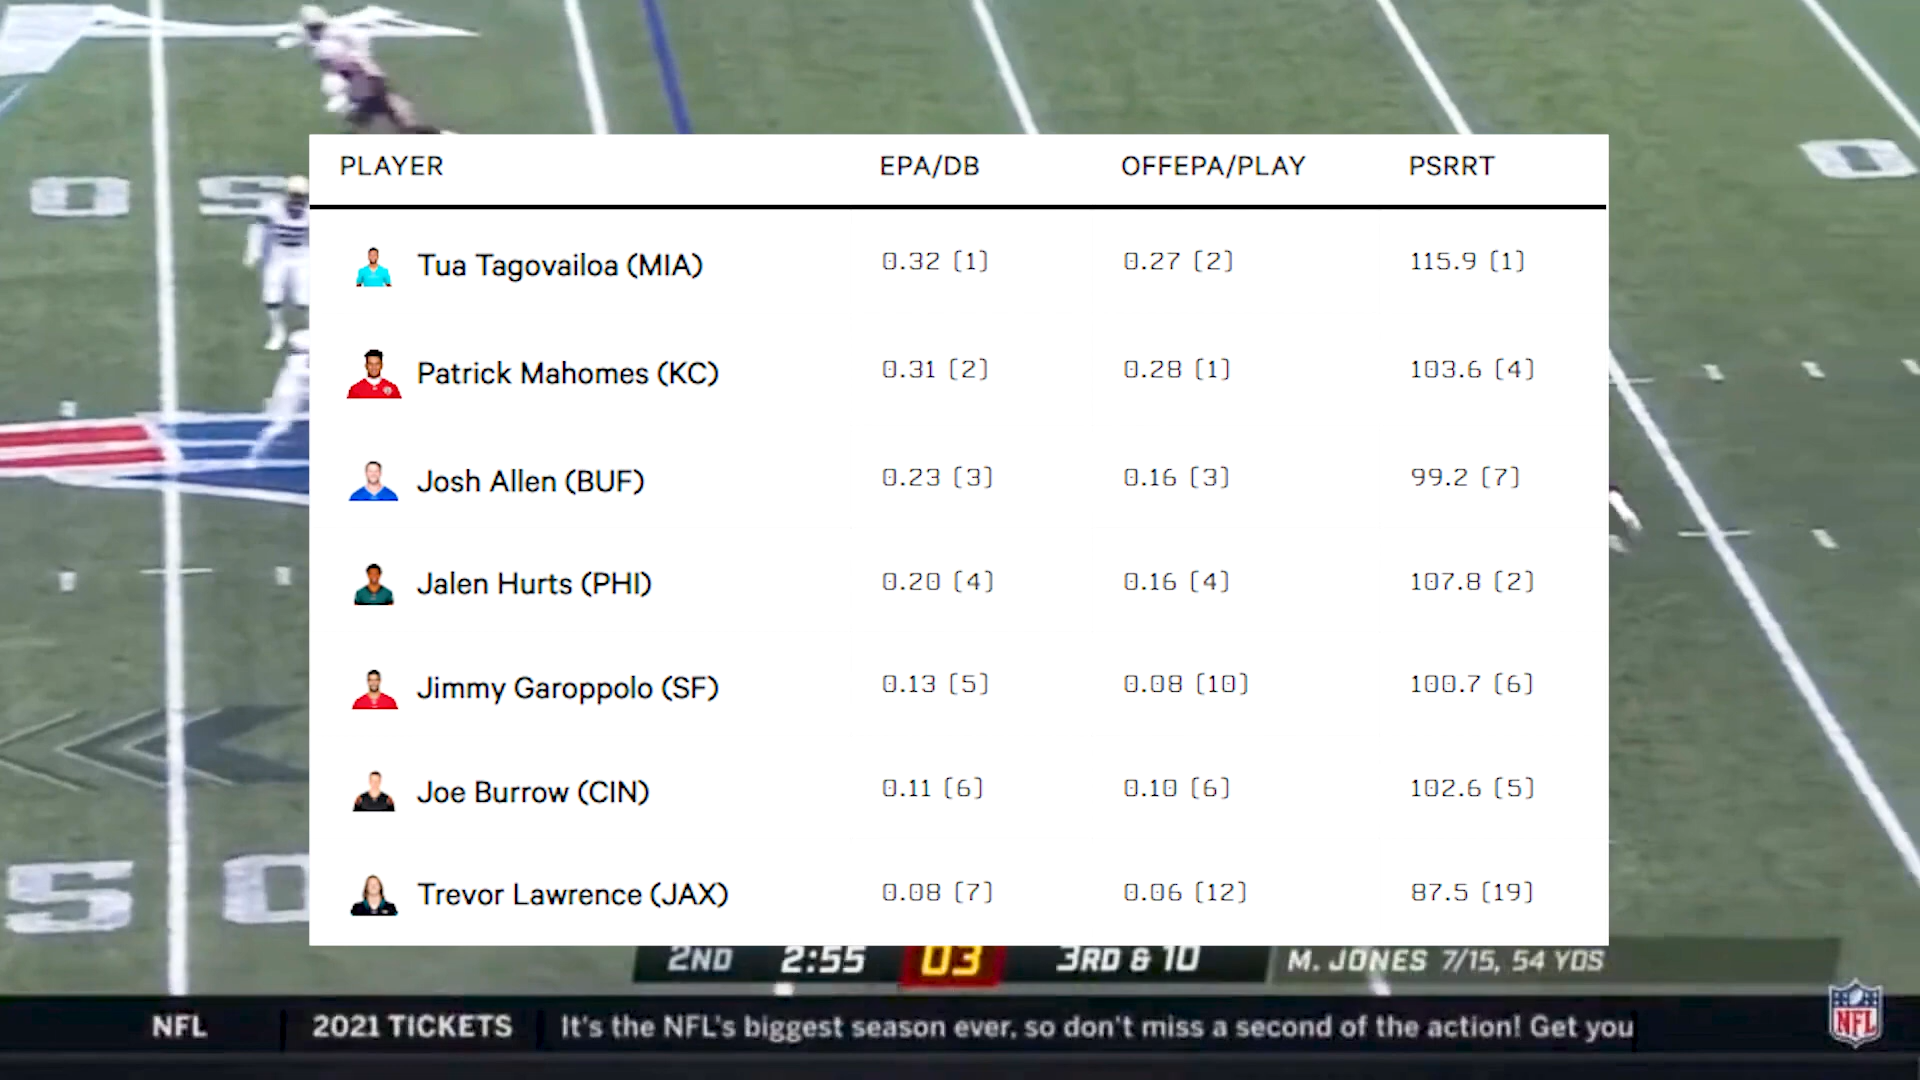 PLAYER EPA/DB OFFEPA/PLAY PSRRT
Tua Tagovailoa (MIA) 0.32 [1] 0.27 [2] 115.9 [1]
Patrick Mahomes (KC) 0.31 [2] 0.28 [1] 103.6 [4]
Josh Allen (BUF) 0.23 [3] 0.16 [3] 99.2 [7]
Jalen Hurts (PHI) 0.20 [4] 0.16 [4] 107.8 [2]
Jimmy Garoppolo (SF) 0.13 [5] 0.08 [10] 100.7 [6]
Joe Burrow (CIN) 0.11 [6] 0.10 [6] 102.6 [5]
Trevor Lawrence (JAX) 0.08 [7] 0.06 [12] 87.5 [19]
0 5 0
0
5 0
2ND 2:55 03 3RD & 10 M. JONES 7/15, 54 YDS
NFL 2021 TICKETS It's the NFL's biggest season ever, so don't miss a second of the action! Get you
NFL